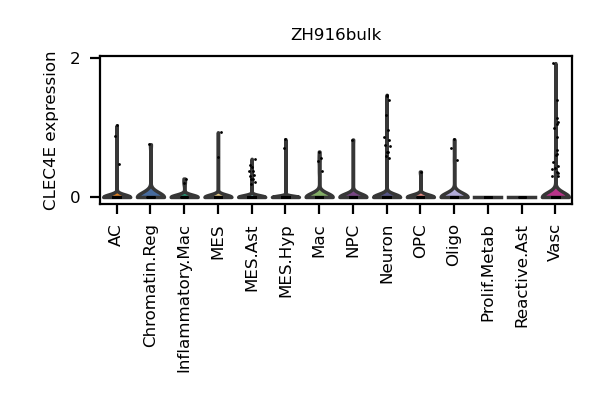 ZH916bulk
CLEC4E expression
2
0
AC
Chromatin.Reg
Inflammatory.Mac
MES
MES.Ast
MES.Hyp
Mac
NPC
Neuron
OPC
Oligo
Prolif.Metab
Reactive.Ast
Vasc